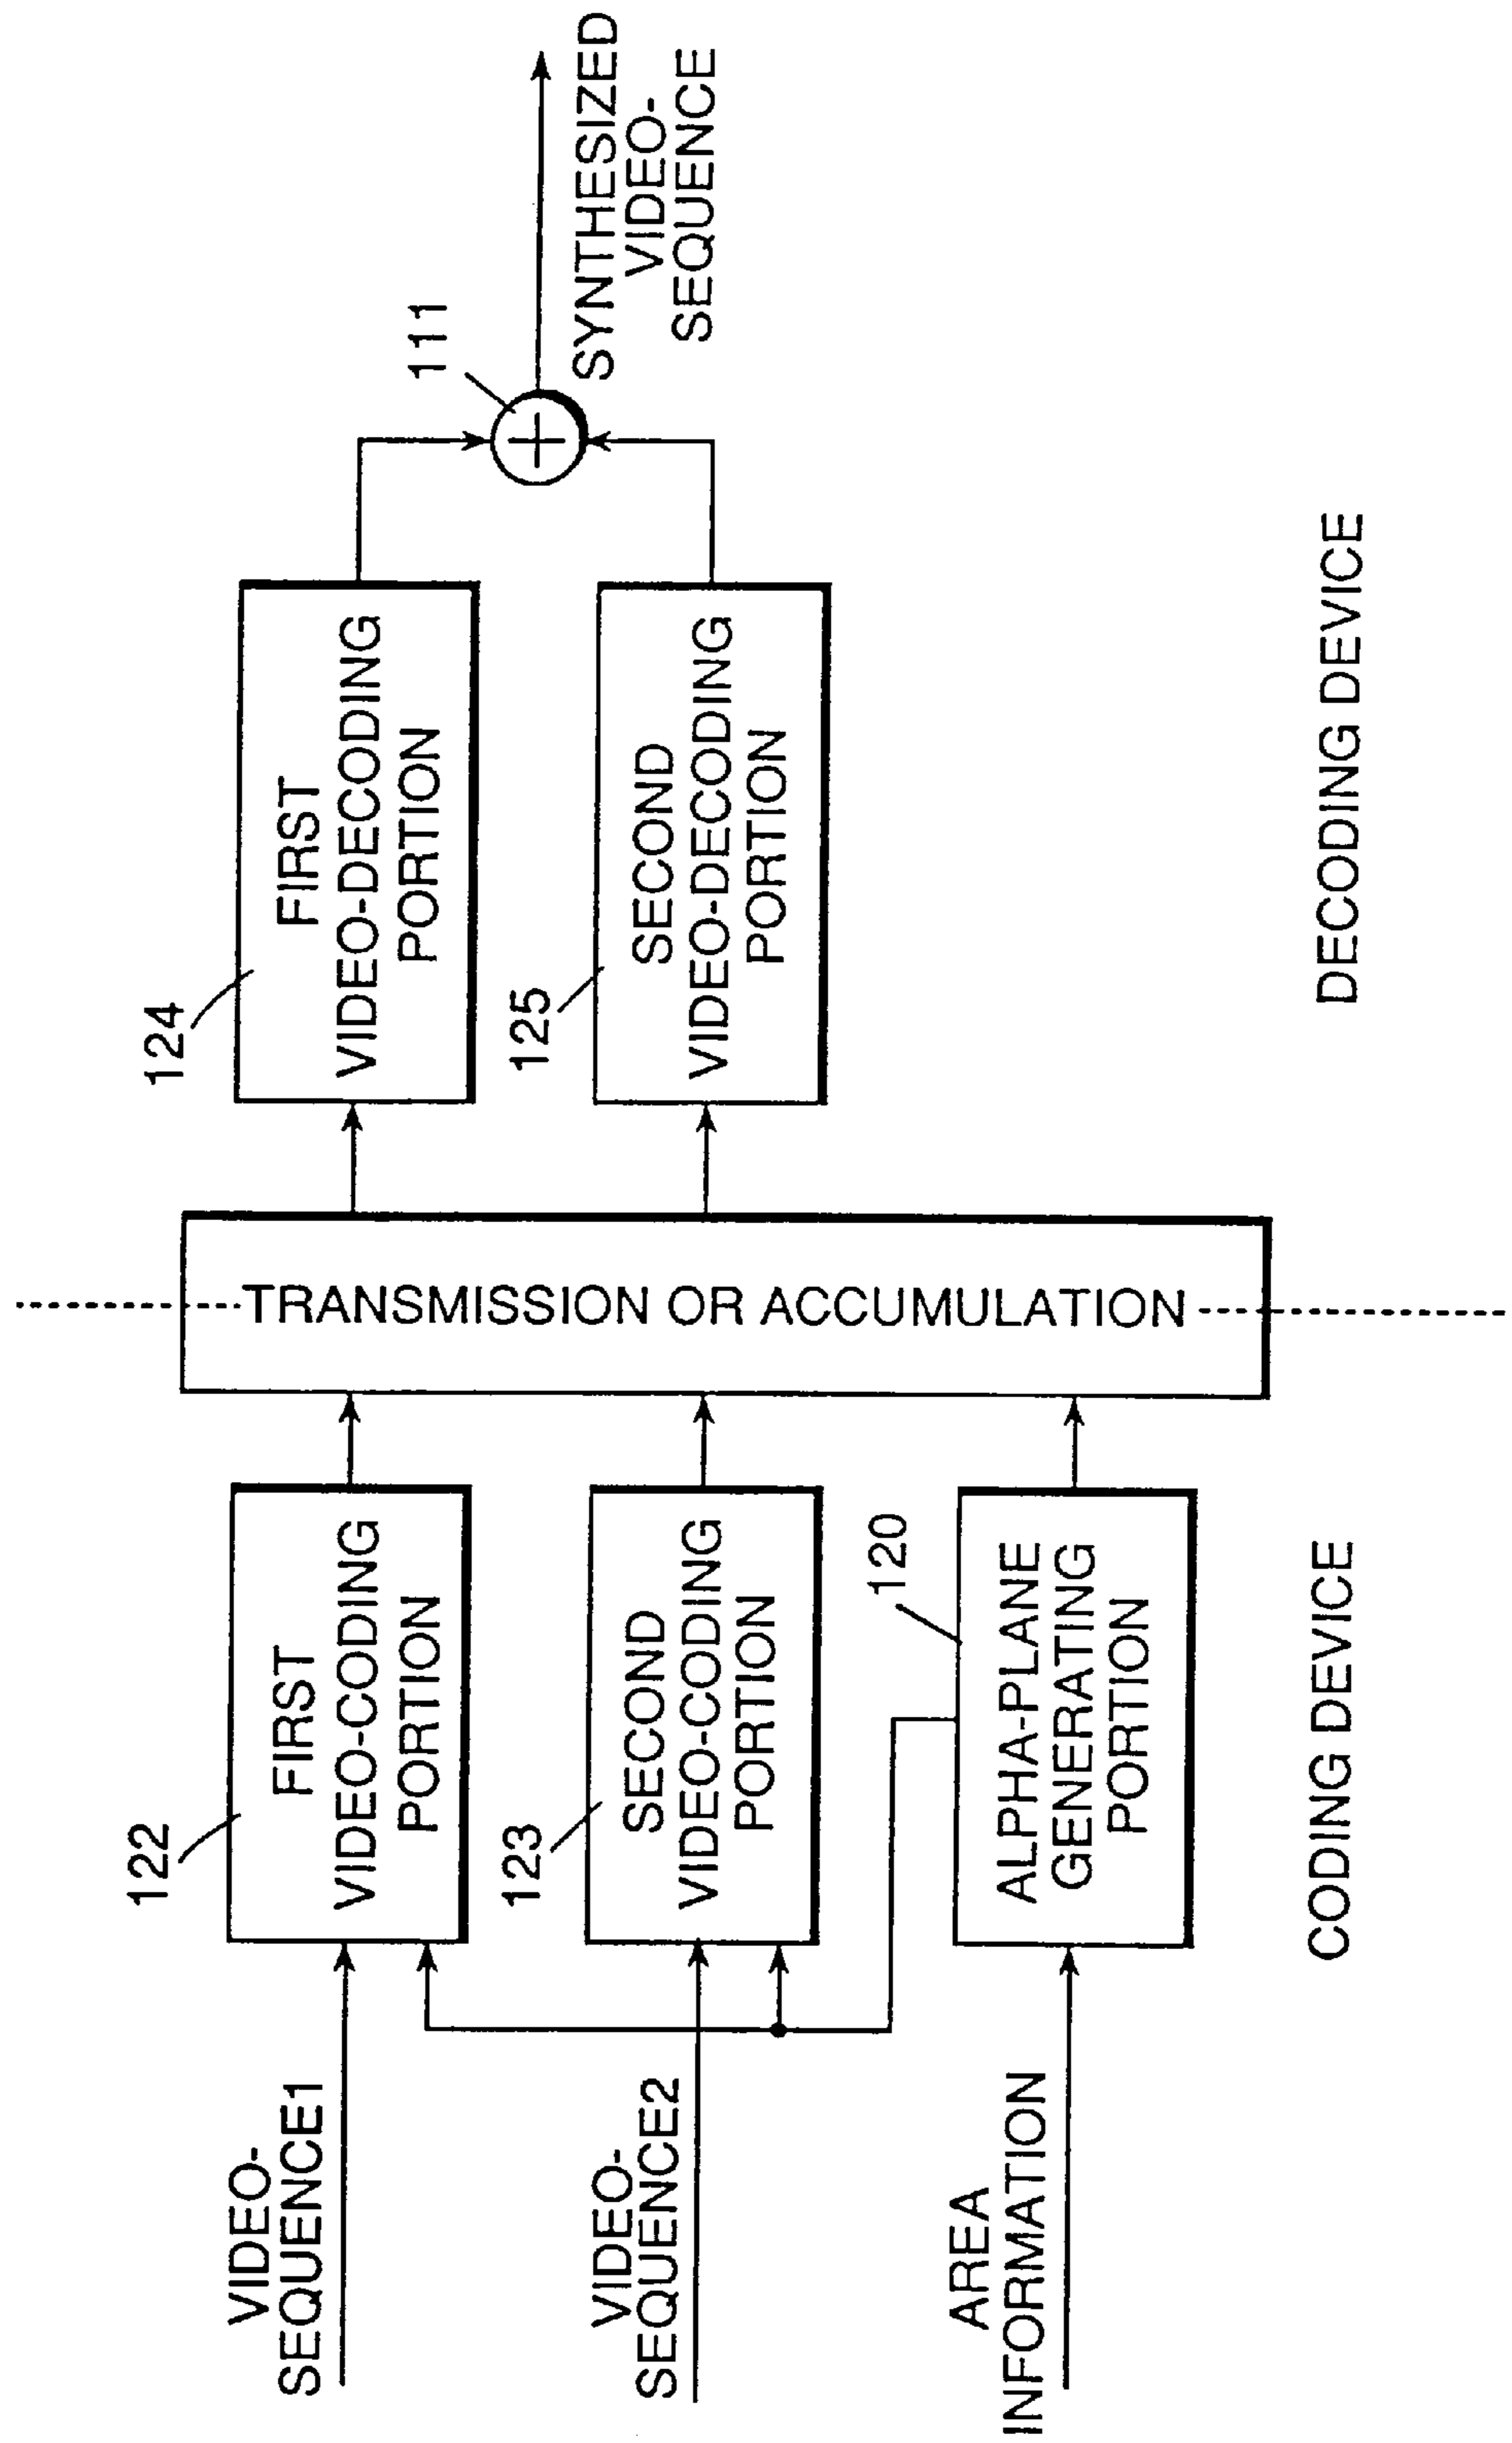 VIDEO-
SEQUENCE1
122
FIRST
VIDEO-CODING
PORTION
VIDEO-
SEQUENCE2
123
SECOND
VIDEO-CODING
PORTION
AREA
INFORMATION
120
ALPHA-PLANE
GENERATING
PORTION
CODING DEVICE
TRANSMISSION OR ACCUMULATION
124
FIRST
VIDEO-DECODING
PORTION
125
SECOND
VIDEO-DECODING
PORTION
111
SYNTHESIZED
VIDEO-
SEQUENCE
DECODING DEVICE